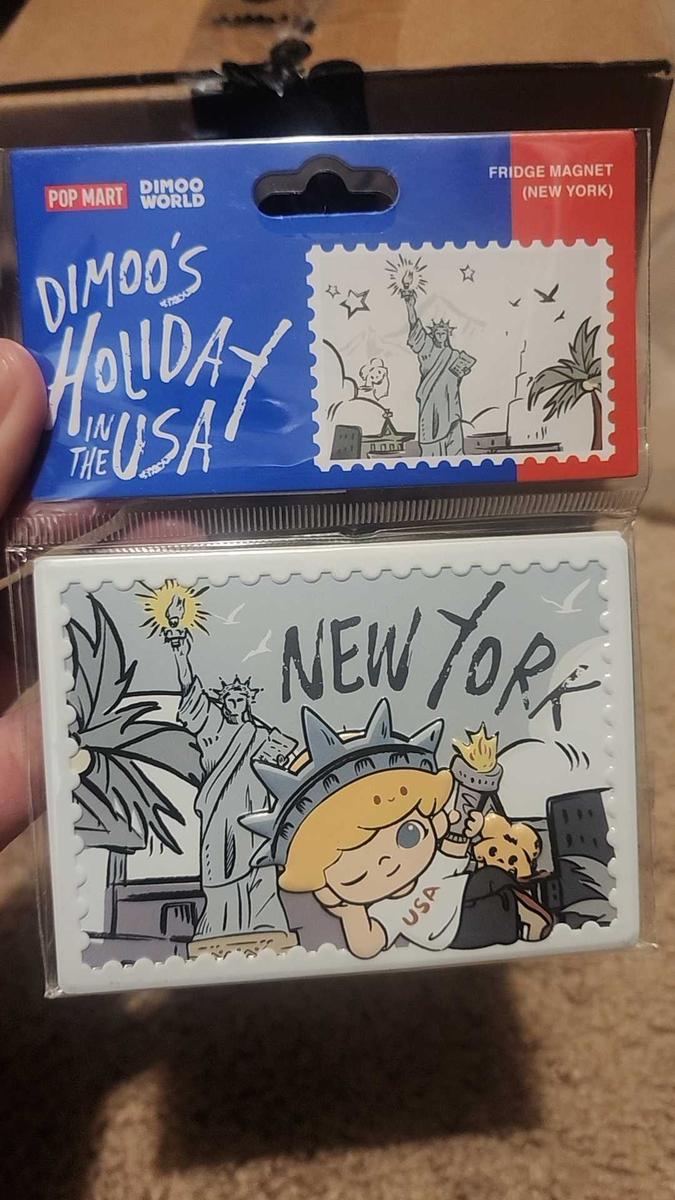 POP MART
DIMOO
WORLD
FRIDGE MAGNET
(NEW YORK)
DIMOO'S
HOLIDAY
IN
THE USA
NEW YORK
USA